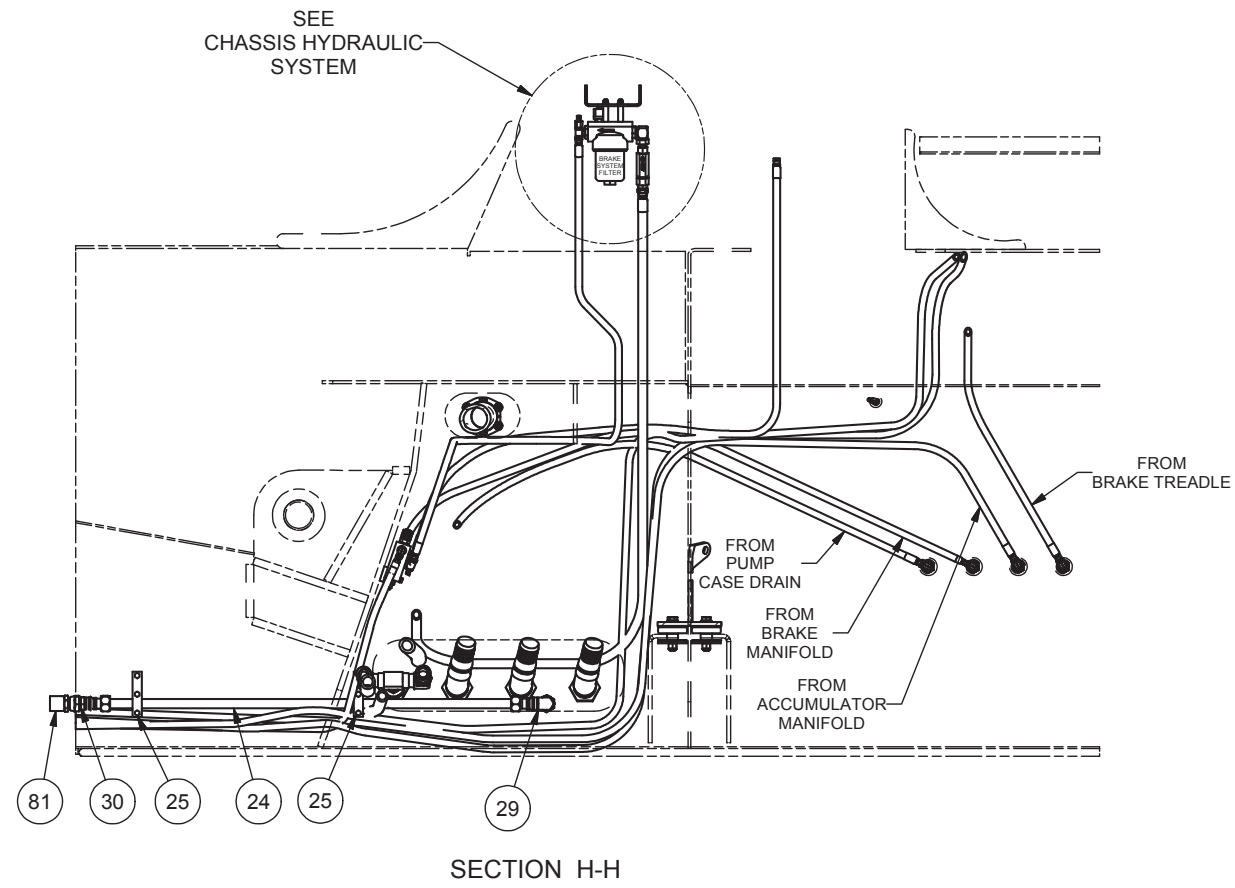 SEE
CHASSIS HYDRAULIC
SYSTEM
BRAKE
SYSTEM
FILTER
FROM
BRAKE TREADLE
FROM
PUMP
CASE DRAIN
FROM
BRAKE
MANIFOLD
FROM
ACCUMULATOR
MANIFOLD
81
30
25
24
25
29
SECTION H-H